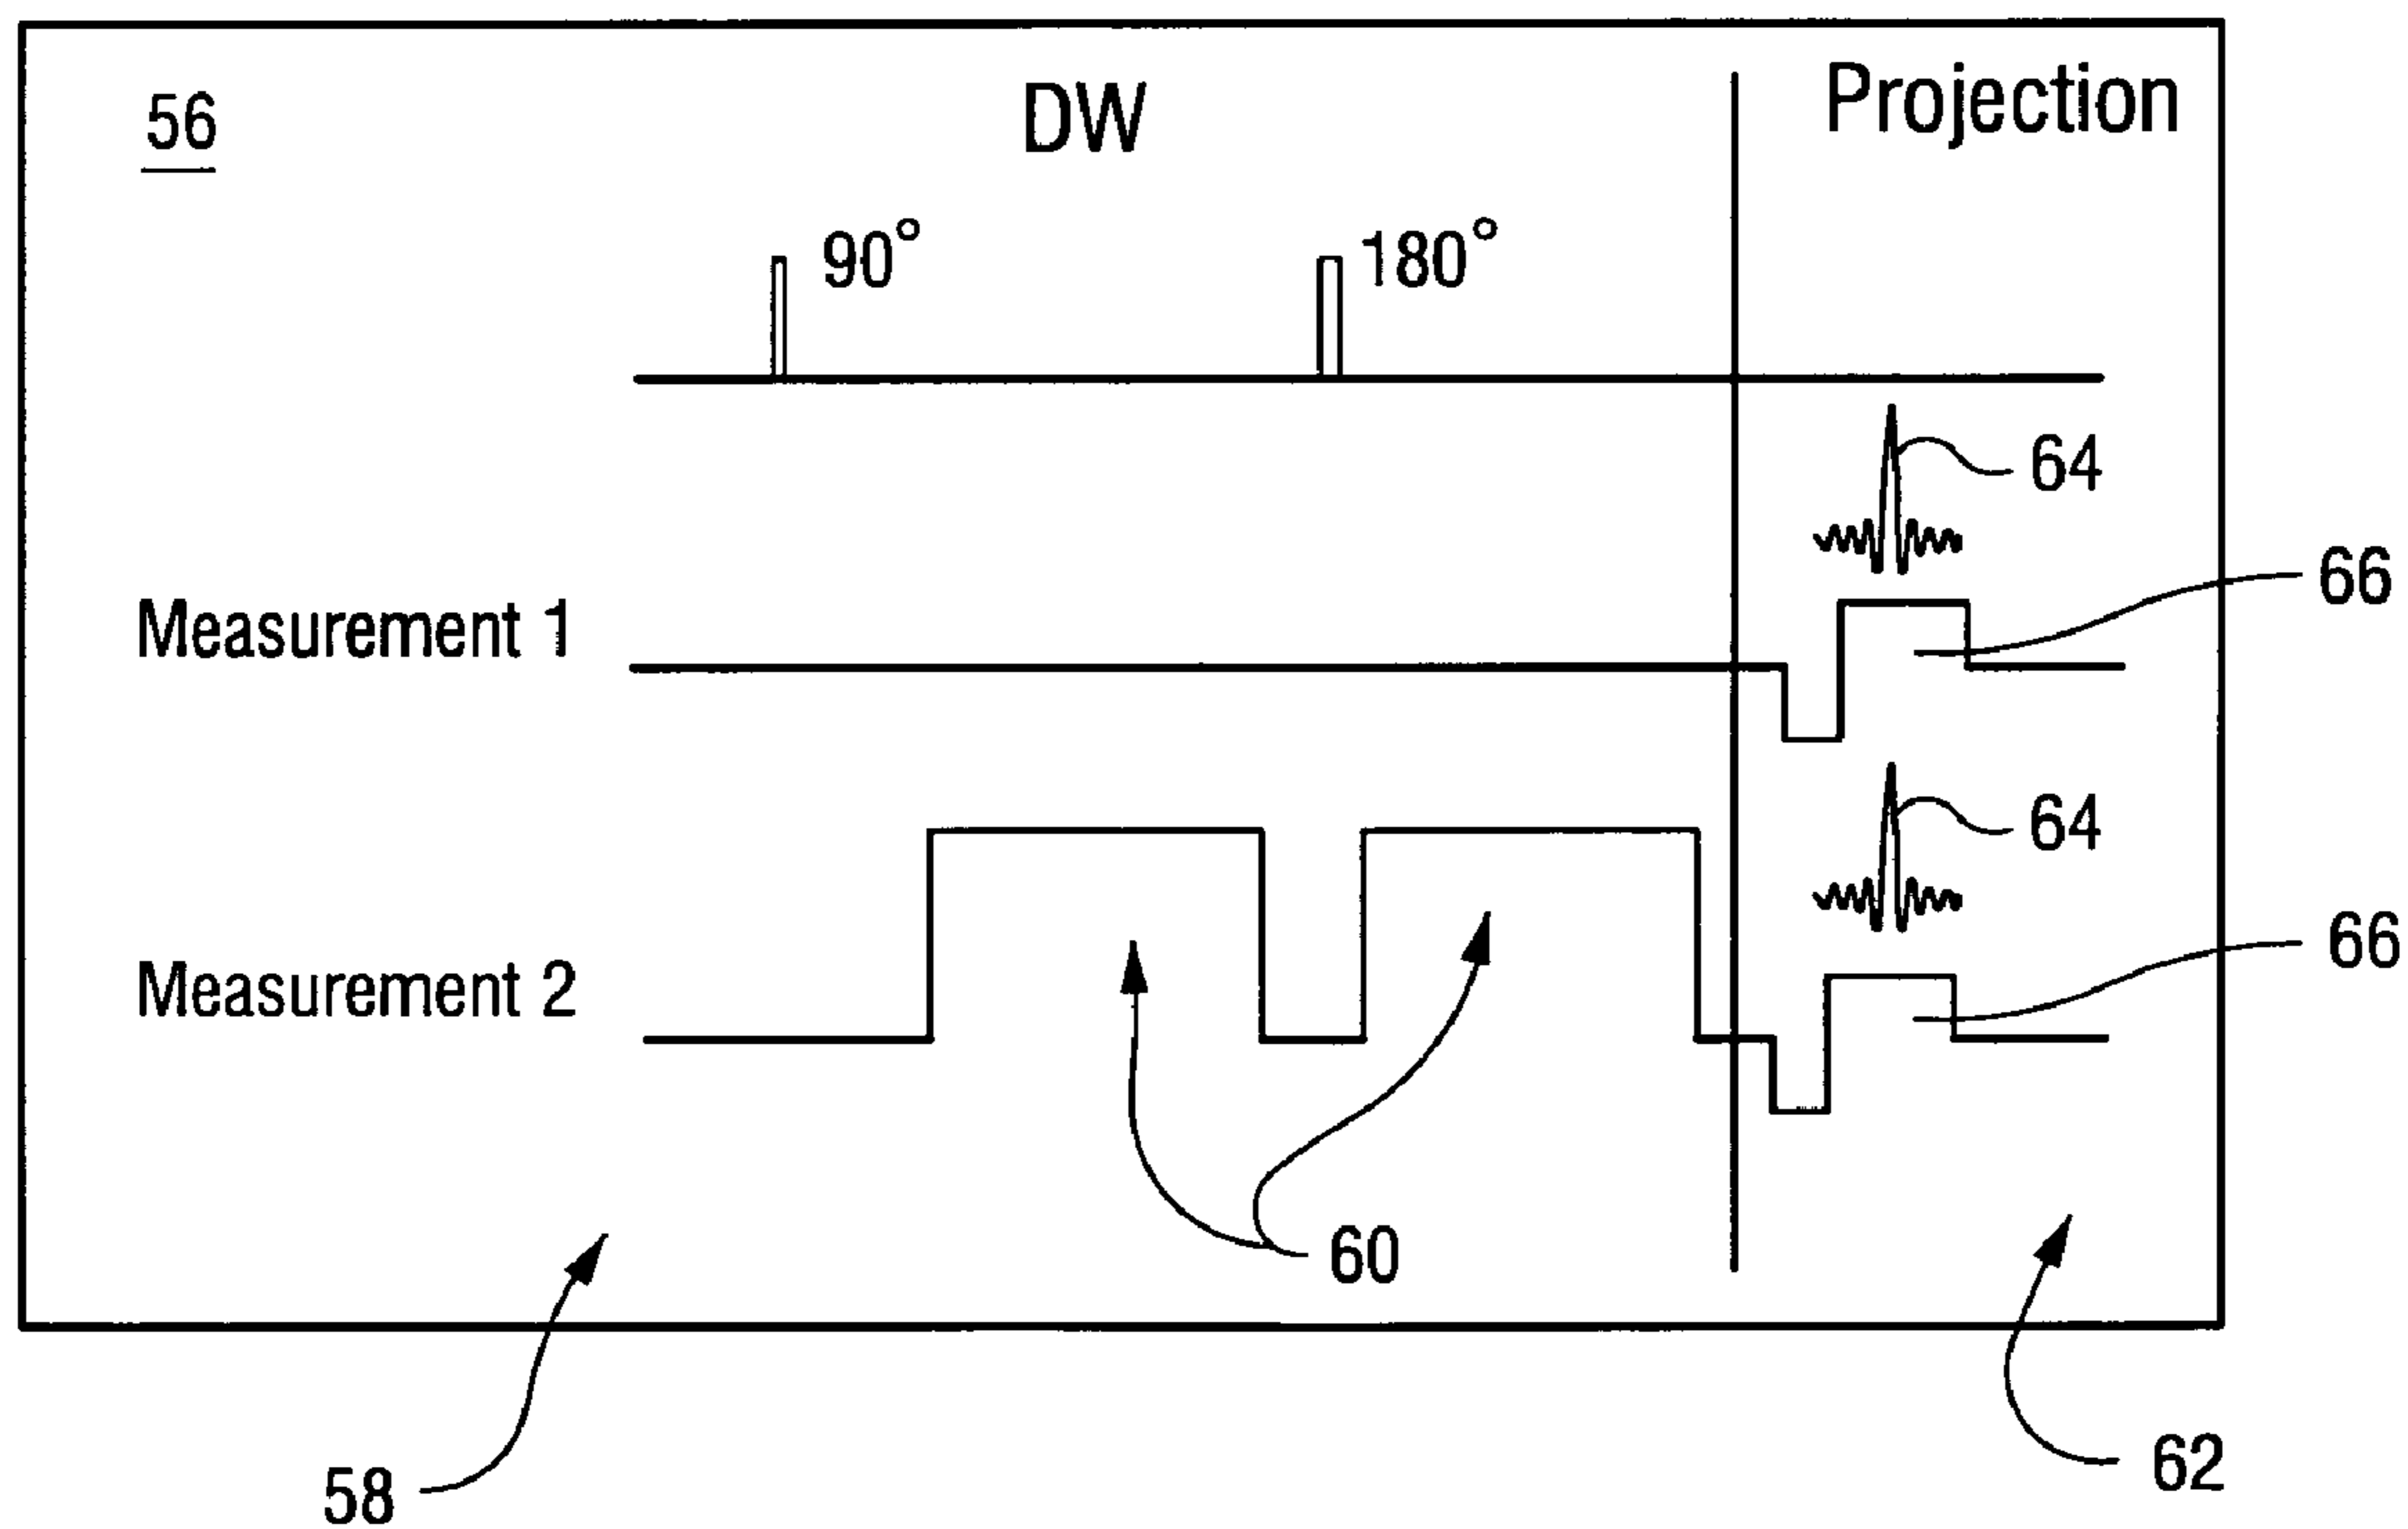 56
DW
Projection
90°
180°
64
Measurement 1
66
64
Measurement 2
66
60
58
62